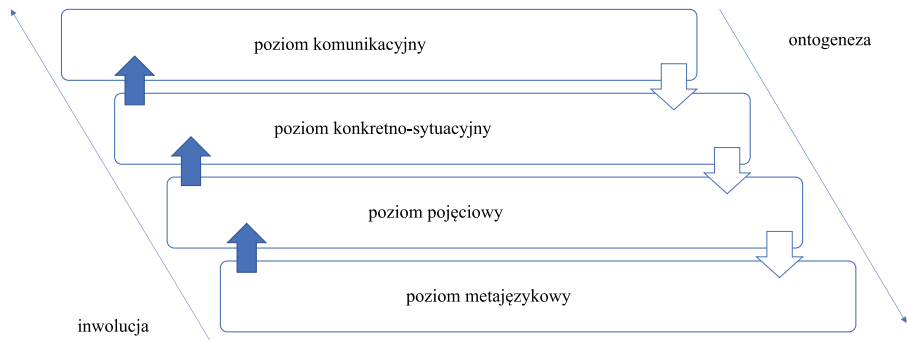 poziom komunikacyjny
ontogeneza
poziom konkretno-sytuacyjny
poziom pojęciowy
poziom metajęzykowy
inwolucja